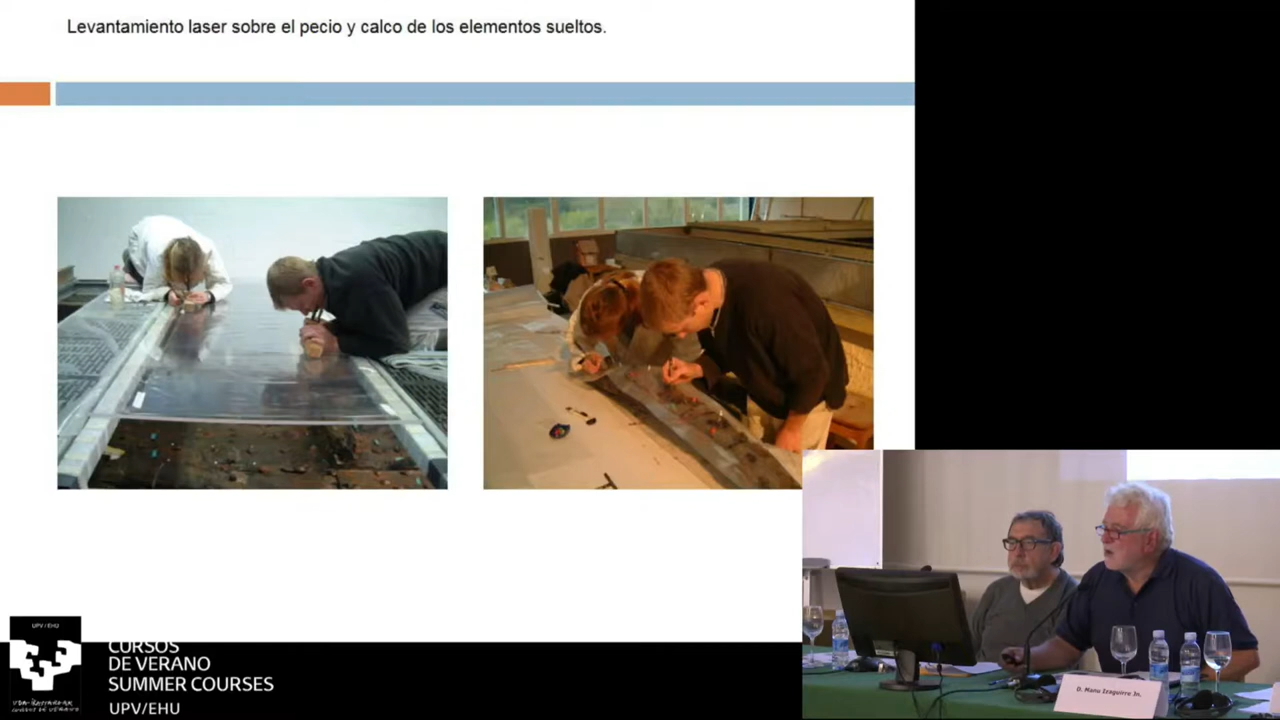 Levantamiento laser sobre el pecio y calco de los elementos sueltos.
UPV/EHU
CURSOS
DE VERANO
SUMMER COURSES
UPV/EHU
D. Manu Izaguirre Jn.